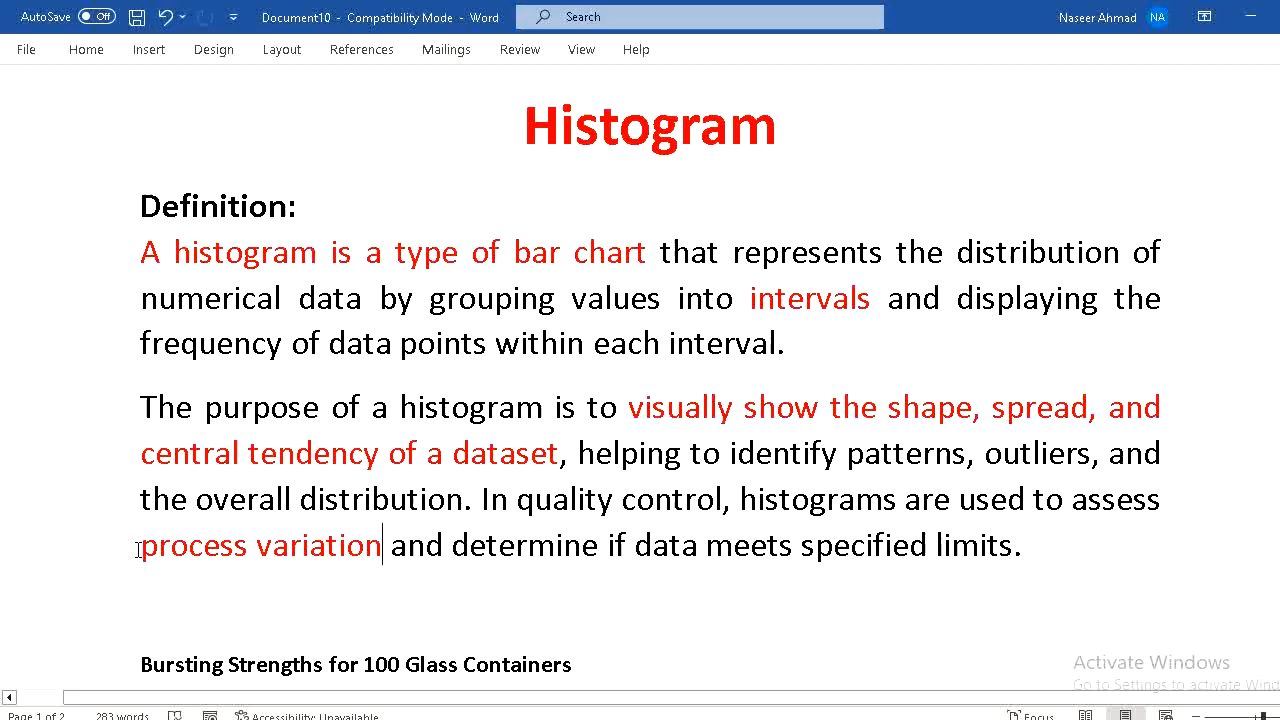 AutoSave Off Document10 - Compatibility Mode - Word Search Naseer Ahmad NA
File Home Insert Design Layout References Mailings Review View Help
Histogram
Definition:
A histogram is a type of bar chart that represents the distribution of
numerical data by grouping values into intervals and displaying the
frequency of data points within each interval.
The purpose of a histogram is to visually show the shape, spread, and
central tendency of a dataset, helping to identify patterns, outliers, and
the overall distribution. In quality control, histograms are used to assess
process variation and determine if data meets specified limits.
Bursting Strengths for 100 Glass Containers
Activate Windows
Go to Settings to activate Wind
Page 1 of 2 283 words Accessibility: Unavailable Focus